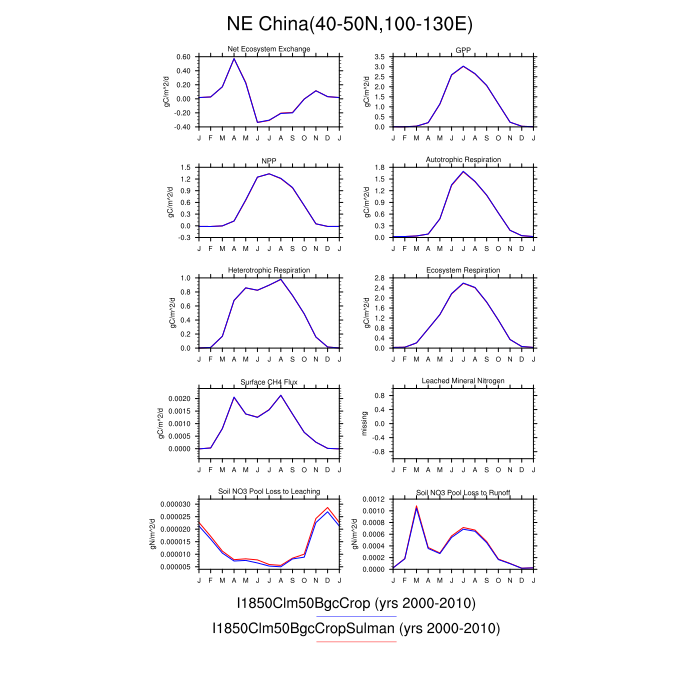 NE China(40-50N,100-130E)
Net Ecosystem Exchange
gC/m^2/d
0.60
0.40
0.20
0.00
-0.20
-0.40
J F M A M J J A S O N D J
GPP
gC/m^2/d
3.5
3.0
2.5
2.0
1.5
1.0
0.5
0.0
J F M A M J J A S O N D J
NPP
gC/m^2/d
1.5
1.2
0.9
0.6
0.3
0.0
-0.3
J F M A M J J A S O N D J
Autotrophic Respiration
gC/m^2/d
1.8
1.5
1.2
0.9
0.6
0.3
0.0
J F M A M J J A S O N D J
Heterotrophic Respiration
gC/m^2/d
1.0
0.8
0.6
0.4
0.2
0.0
J F M A M J J A S O N D J
Ecosystem Respiration
gC/m^2/d
2.8
2.4
2.0
1.6
1.2
0.8
0.4
0.0
J F M A M J J A S O N D J
Surface CH4 Flux
gC/m^2/d
0.0020
0.0015
0.0010
0.0005
0.0000
J F M A M J J A S O N D J
Leached Mineral Nitrogen
missing
0.8
0.4
0.0
-0.4
-0.8
J F M A M J J A S O N D J
Soil NO3 Pool Loss to Leaching
gN/m^2/d
0.000030
0.000025
0.000020
0.000015
0.000010
0.000005
J F M A M J J A S O N D J
Soil NO3 Pool Loss to Runoff
gN/m^2/d
0.0012
0.0010
0.0008
0.0006
0.0004
0.0002
0.0000
J F M A M J J A S O N D J
I1850Clm50BgcCrop (yrs 2000-2010)
I1850Clm50BgcCropSulman (yrs 2000-2010)